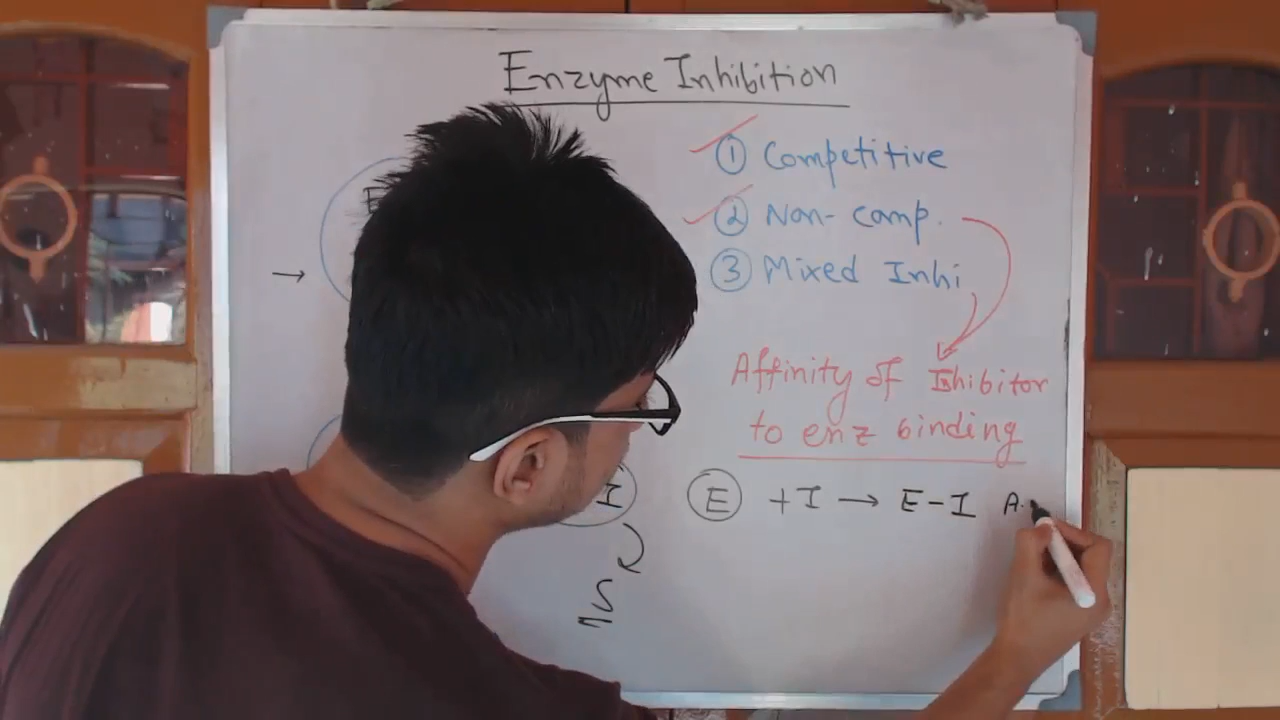 Enzyme Inhibition
① Competitive
② Non-Comp.
③ Mixed Inhi
Affinity of Inhibitor
to enz binding
E + I → E-I A.
I
S